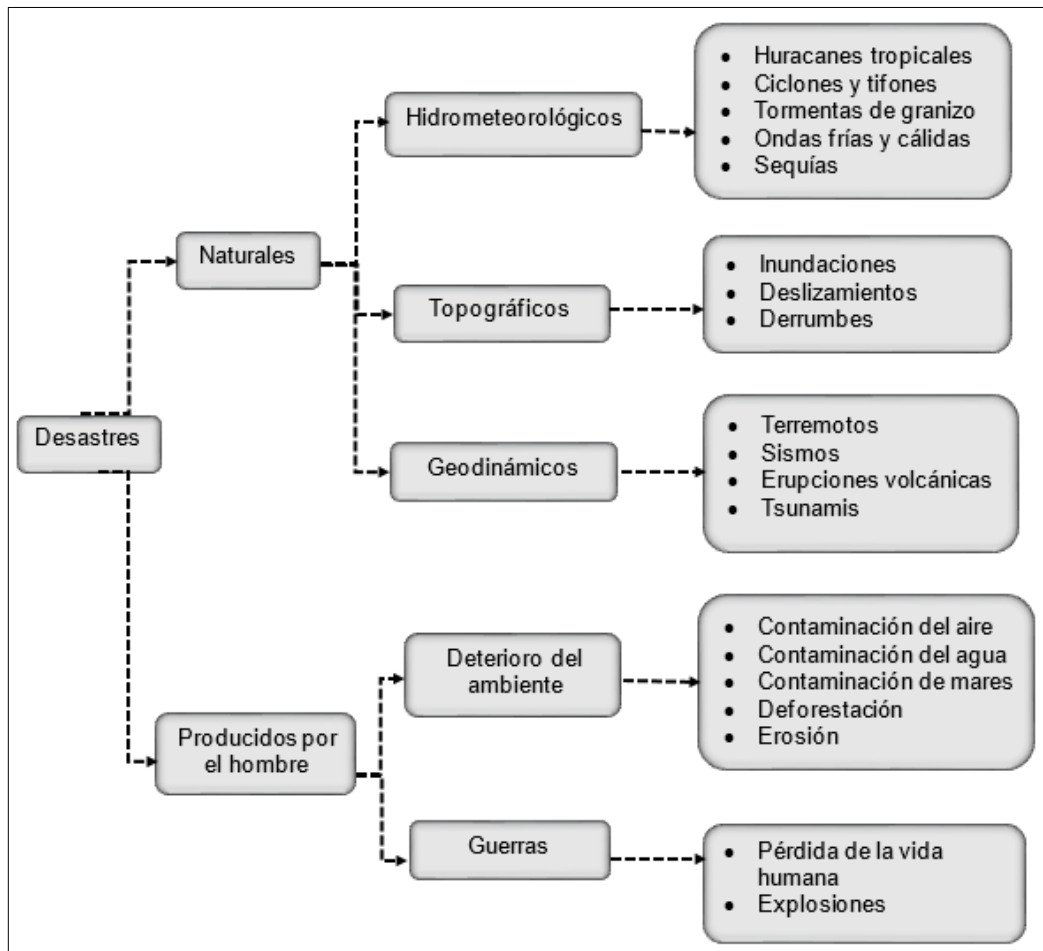 Desastres
Naturales
Hidrometeorológicos
• Huracanes tropicales
• Ciclones y tifones
• Tormentas de granizo
• Ondas frías y cálidas
• Sequías
Topográficos
• Inundaciones
• Deslizamientos
• Derrumbes
Geodinámicos
• Terremotos
• Sismos
• Erupciones volcánicas
• Tsunamis
Producidos por
el hombre
Deterioro del
ambiente
• Contaminación del aire
• Contaminación del agua
• Contaminación de mares
• Deforestación
• Erosión
Guerras
• Pérdida de la vida
humana
• Explosiones